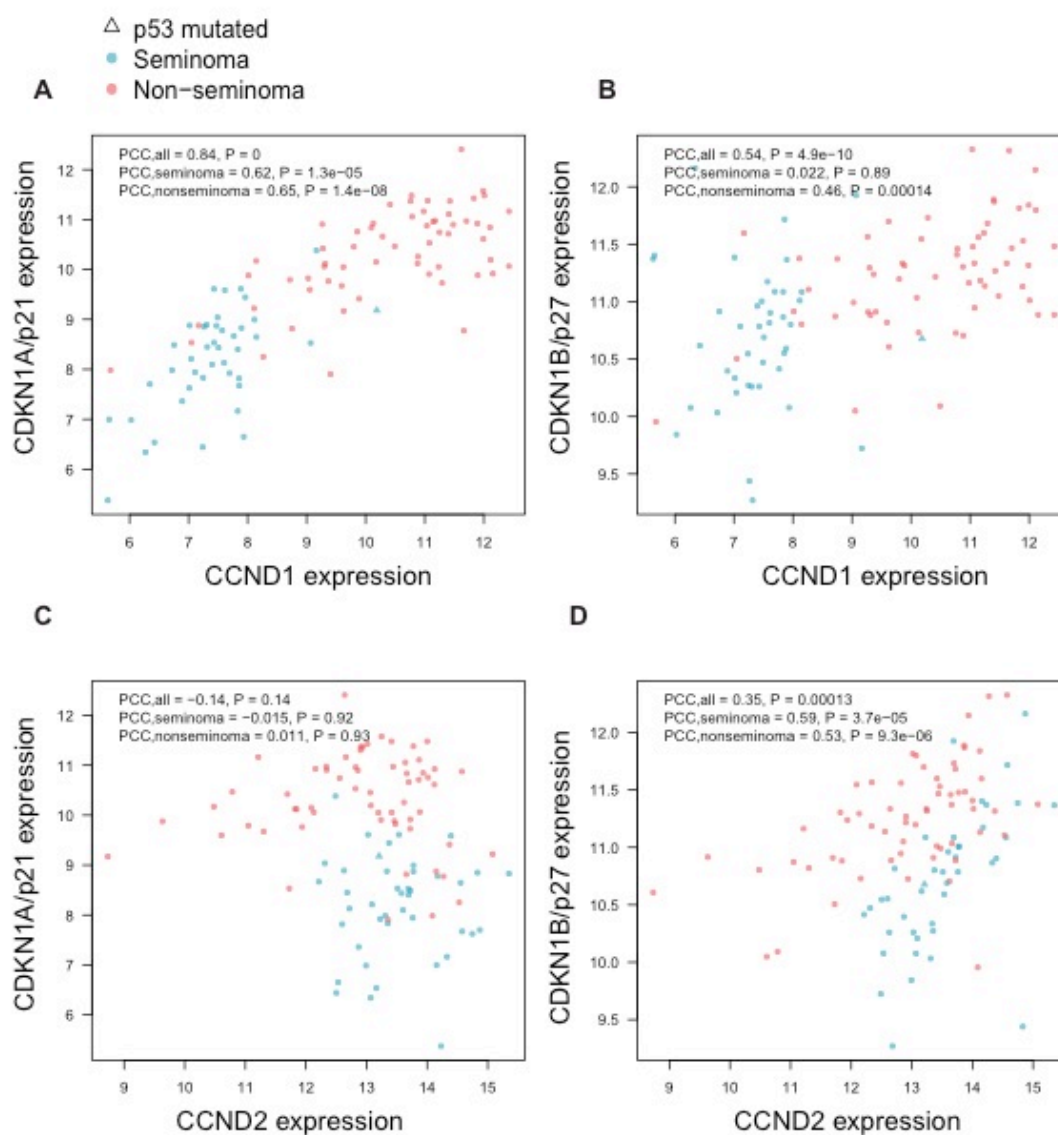 △ p53 mutated
Seminoma
Non−seminoma
A
PCC,all = 0.84, P = 0
PCC,seminoma = 0.62, P = 1.3e−05
PCC,nonseminoma = 0.65, P = 1.4e−08
CDKN1A/p21 expression
12
11
10
9
8
7
6
6 7 8 9 10 11 12
CCND1 expression
B
PCC,all = 0.54, P = 4.9e−10
PCC,seminoma = 0.022, P = 0.89
PCC,nonseminoma = 0.46, P = 0.00014
CDKN1B/p27 expression
12.0
11.5
11.0
10.5
10.0
9.5
6 7 8 9 10 11 12
CCND1 expression
C
PCC,all = −0.14, P = 0.14
PCC,seminoma = −0.015, P = 0.92
PCC,nonseminoma = 0.011, P = 0.93
CDKN1A/p21 expression
12
11
10
9
8
7
6
9 10 11 12 13 14 15
CCND2 expression
D
PCC,all = 0.35, P = 0.00013
PCC,seminoma = 0.59, P = 3.7e−05
PCC,nonseminoma = 0.53, P = 9.3e−06
CDKN1B/p27 expression
12.0
11.5
11.0
10.5
10.0
9.5
9 10 11 12 13 14 15
CCND2 expression